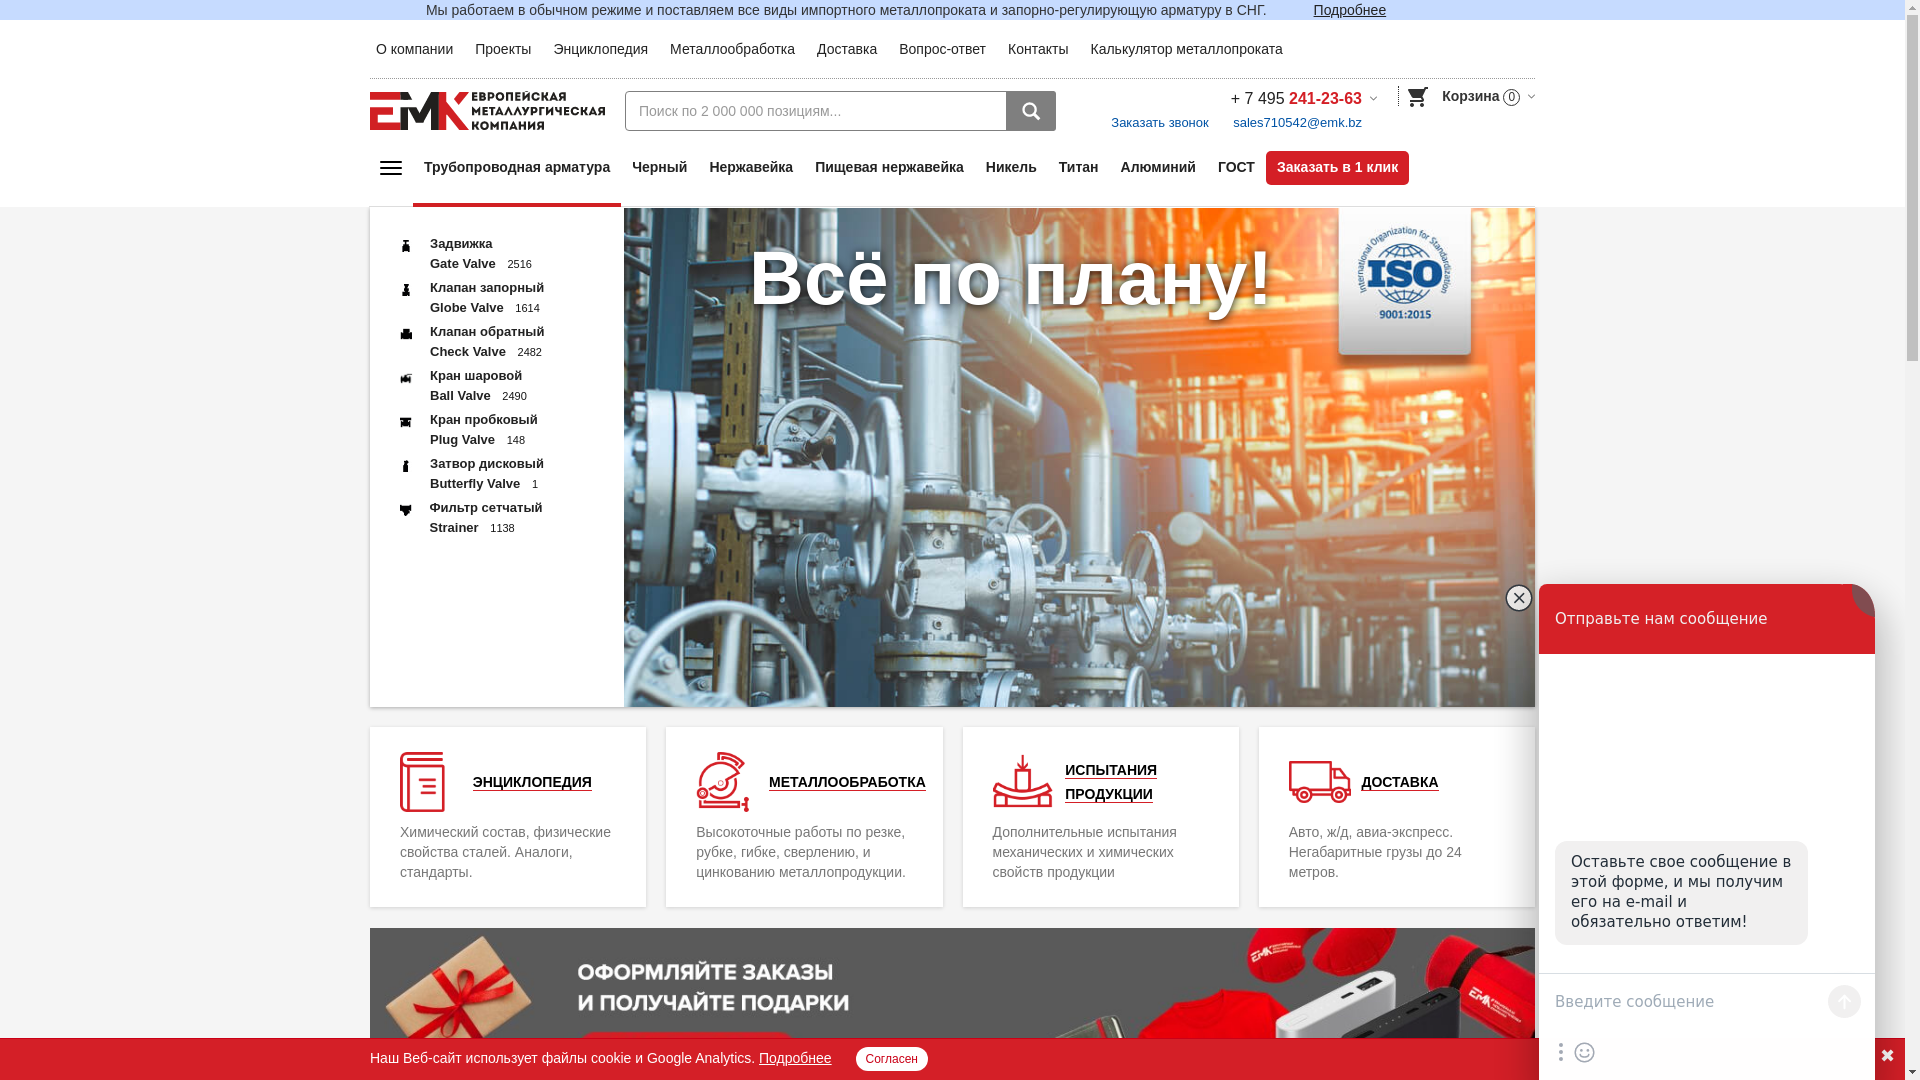 Мы работаем в обычном режиме и поставляем все виды импортного металлопроката и запорно-регулирующую арматуру в СНГ. Подробнее
О компании Проекты Энциклопедия Металлообработка Доставка Вопрос-ответ Контакты Калькулятор металлопроката
ЕМК ЕВРОПЕЙСКАЯ
МЕТАЛЛУРГИЧЕСКАЯ
КОМПАНИЯ
Поиск по 2 000 000 позициям...
+ 7 495 241-23-63
Корзина 0
Заказать звонок sales710542@emk.bz
Трубопроводная арматура Черный Нержавейка Пищевая нержавейка Никель Титан Алюминий ГОСТ Заказать в 1 клик
Задвижка
Gate Valve 2516
Клапан запорный
Globe Valve 1614
Клапан обратный
Check Valve 2482
Кран шаровой
Ball Valve 2490
Кран пробковый
Plug Valve 148
Затвор дисковый
Butterfly Valve 1
Фильтр сетчатый
Strainer 1138
Всё по плану!
International Organization for Standardization
ISO
9001:2015
ЭНЦИКЛОПЕДИЯ
Химический состав, физические
свойства сталей. Аналоги,
стандарты.
МЕТАЛЛООБРАБОТКА
Высокоточные работы по резке,
рубке, гибке, сверлению, и
цинкованию металлопродукции.
ИСПЫТАНИЯ
ПРОДУКЦИИ
Дополнительные испытания
механических и химических
свойств продукции
ДОСТАВКА
Авто, ж/д, авиа-экспресс.
Негабаритные грузы до 24
метров.
ОФОРМЛЯЙТЕ ЗАКАЗЫ
И ПОЛУЧАЙТЕ ПОДАРКИ
ЕМК
ЕМК
Отправьте нам сообщение
Оставьте свое сообщение в
этой форме, и мы получим
его на e-mail и
обязательно ответим!
Введите сообщение
Наш Веб-сайт использует файлы cookie и Google Analytics. Подробнее Согласен